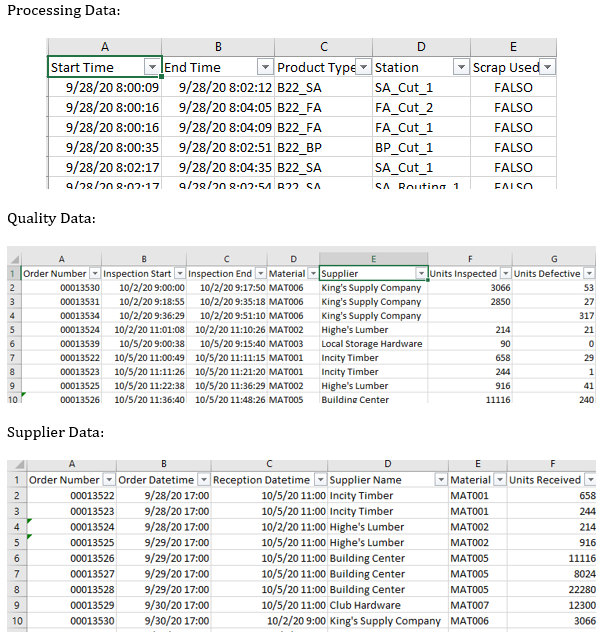 Processing Data:
A B C D E
Start Time End Time Product Type Station Scrap Used
9/28/20 8:00:09 9/28/20 8:02:12 B22_SA SA_Cut_1 FALSO
9/28/20 8:00:16 9/28/20 8:04:05 B22_FA FA_Cut_2 FALSO
9/28/20 8:00:16 9/28/20 8:04:09 B22_FA FA_Cut_1 FALSO
9/28/20 8:00:35 9/28/20 8:02:51 B22_BP BP_Cut_1 FALSO
9/28/20 8:02:17 9/28/20 8:04:35 B22_SA SA_Cut_1 FALSO
9/28/20 8:02:17 9/28/20 8:02:54 B22_SA SA_Routing_1 FALSO
Quality Data:
A B C D E F G
1 Order Number Inspection Start Inspection End Material Supplier Units Inspected Units Defective
2 00013530 10/2/20 9:00:00 10/2/20 9:17:50 MAT006 King's Supply Company 3066 53
3 00013531 10/2/20 9:18:55 10/2/20 9:35:18 MAT006 King's Supply Company 2850 27
4 00013534 10/2/20 9:36:29 10/2/20 9:51:10 MAT006 King's Supply Company 317
5 00013524 10/2/20 11:01:08 10/2/20 11:10:26 MAT002 Highe's Lumber 214 21
6 00013539 10/5/20 9:00:38 10/5/20 9:15:40 MAT003 Local Storage Hardware 90 0
7 00013522 10/5/20 11:00:49 10/5/20 11:11:15 MAT001 Incity Timber 658 29
8 00013523 10/5/20 11:11:26 10/5/20 11:21:20 MAT001 Incity Timber 244 1
9 00013525 10/5/20 11:22:38 10/5/20 11:36:29 MAT002 Highe's Lumber 916 41
10 00013526 10/5/20 11:36:40 10/5/20 11:48:26 MAT005 Building Center 11116 240
Supplier Data:
A B C D E F
1 Order Number Order Datetime Reception Datetime Supplier Name Material Units Received
2 00013522 9/28/20 17:00 10/5/20 11:00 Incity Timber MAT001 658
3 00013523 9/28/20 17:00 10/5/20 11:00 Incity Timber MAT001 244
4 00013524 9/28/20 17:00 10/2/20 11:00 Highe's Lumber MAT002 214
5 00013525 9/29/20 17:00 10/5/20 11:00 Highe's Lumber MAT002 916
6 00013526 9/29/20 17:00 10/5/20 11:00 Building Center MAT005 11116
7 00013527 9/29/20 17:00 10/5/20 11:00 Building Center MAT005 8024
8 00013528 9/29/20 17:00 10/5/20 11:00 Building Center MAT005 22280
9 00013529 9/30/20 17:00 10/5/20 11:00 Club Hardware MAT007 12300
10 00013530 9/30/20 17:00 10/2/20 9:00 King's Supply Company MAT006 3066